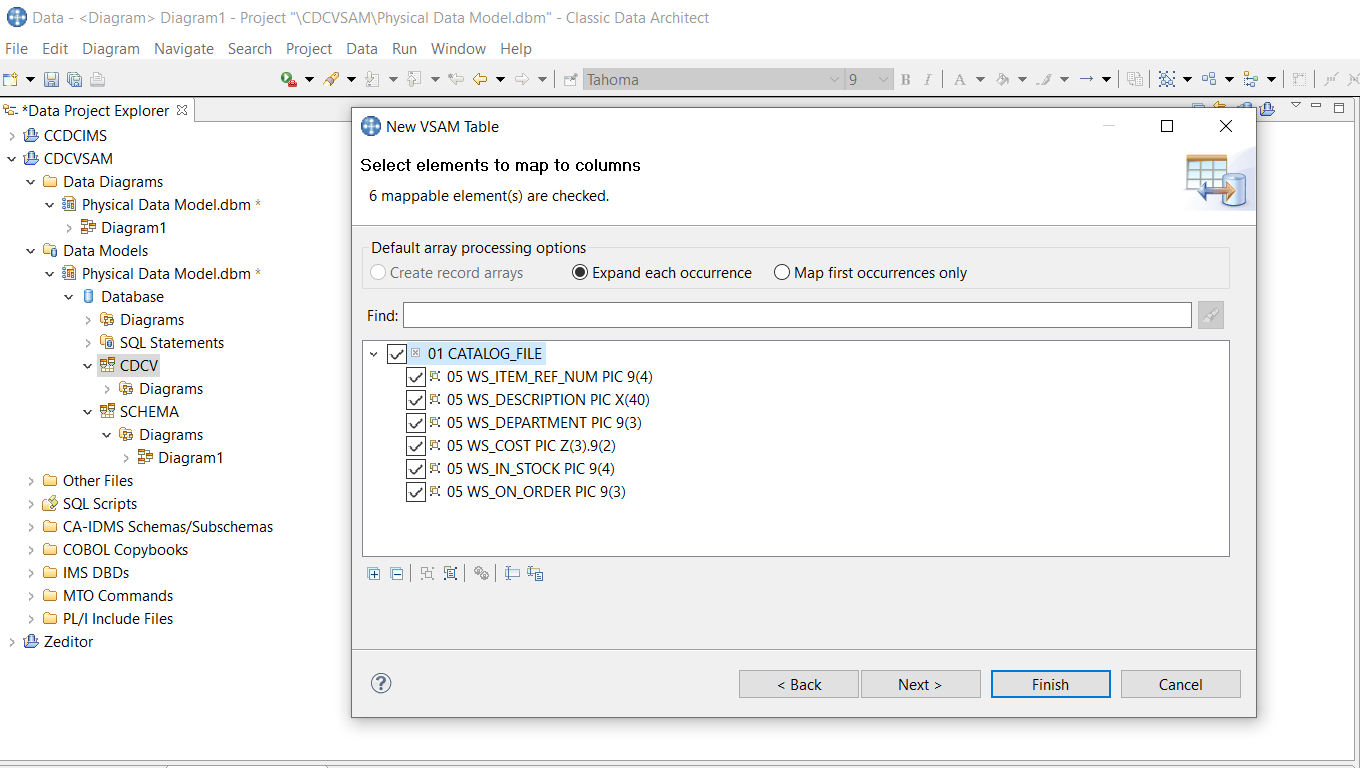 Data - <Diagram> Diagram1 - Project "\CDCVSAM\Physical Data Model.dbm" - Classic Data Architect
File Edit Diagram Navigate Search Project Data Run Window Help
Tahoma 9 B I A
*Data Project Explorer
CCDCIMS
CDCVSAM
Data Diagrams
Physical Data Model.dbm *
Diagram1
Data Models
Physical Data Model.dbm *
Database
Diagrams
SQL Statements
CDCV
Diagrams
SCHEMA
Diagrams
Diagram1
Other Files
SQL Scripts
CA-IDMS Schemas/Subschemas
COBOL Copybooks
IMS DBDs
MTO Commands
PL/I Include Files
Zeditor
New VSAM Table
Select elements to map to columns
6 mappable element(s) are checked.
Default array processing options
Create record arrays Expand each occurrence Map first occurrences only
Find:
01 CATALOG_FILE
05 WS_ITEM_REF_NUM PIC 9(4)
05 WS_DESCRIPTION PIC X(40)
05 WS_DEPARTMENT PIC 9(3)
05 WS_COST PIC Z(3).9(2)
05 WS_IN_STOCK PIC 9(4)
05 WS_ON_ORDER PIC 9(3)
? < Back Next > Finish Cancel